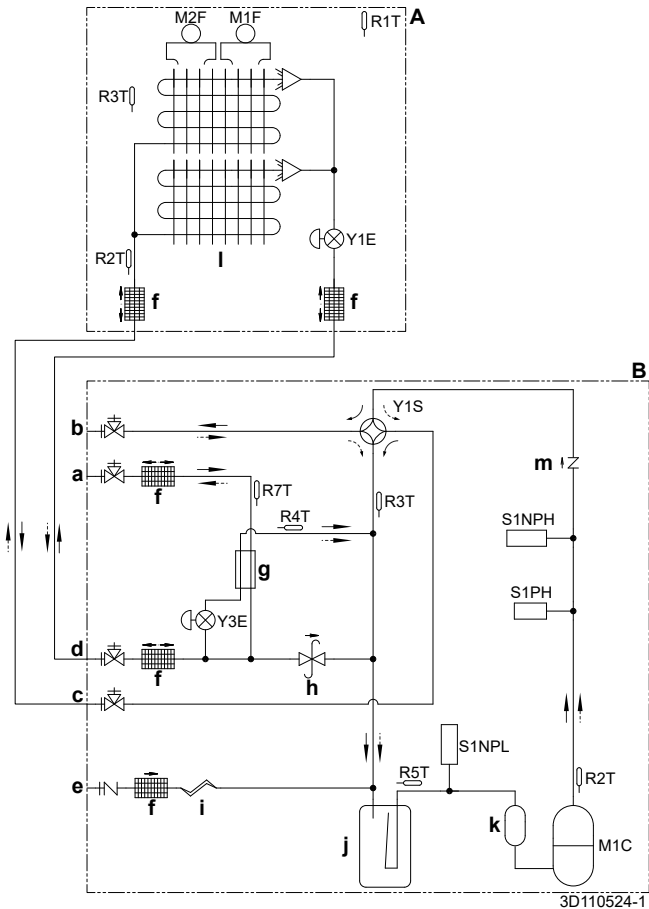 M2F M1F R1T A
R3T
Y1E
R2T l
f f
B
b Y1S
a m
f R7T R3T
R4T S1NPH
g
S1PH
Y3E
d
f h
c
S1NPL
e R5T R2T
f i
k
j M1C
3D110524-1